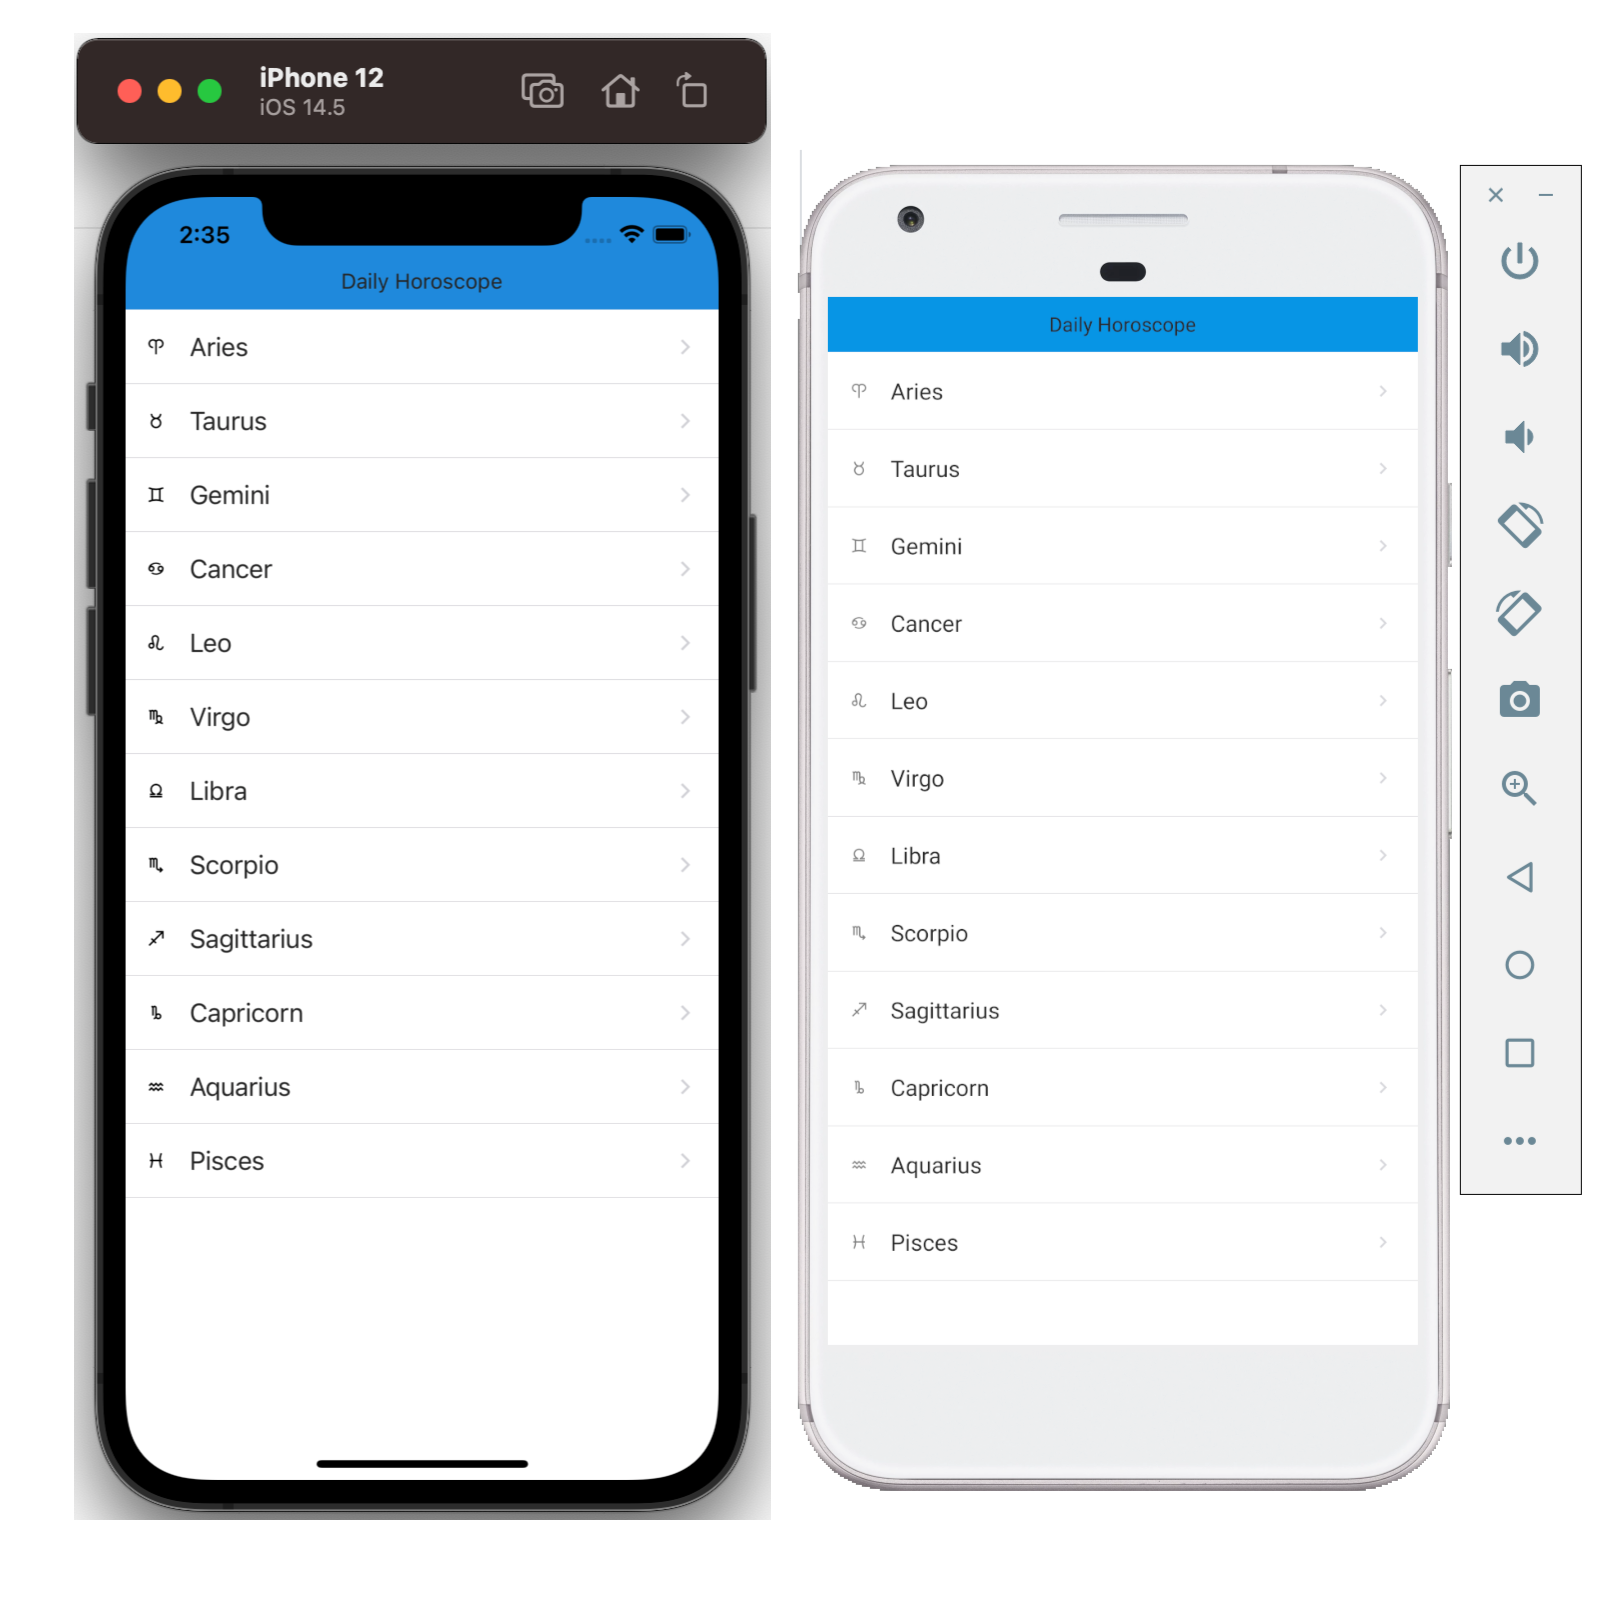 iPhone 12
iOS 14.5
2:35
Daily Horoscope
♈︎ Aries
♉︎ Taurus
♊︎ Gemini
♋︎ Cancer
♌︎ Leo
♍︎ Virgo
♎︎ Libra
♏︎ Scorpio
♐︎ Sagittarius
♑︎ Capricorn
♒︎ Aquarius
♓︎ Pisces
Daily Horoscope
♈︎ Aries
♉︎ Taurus
♊︎ Gemini
♋︎ Cancer
♌︎ Leo
♍︎ Virgo
♎︎ Libra
♏︎ Scorpio
♐︎ Sagittarius
♑︎ Capricorn
♒︎ Aquarius
♓︎ Pisces